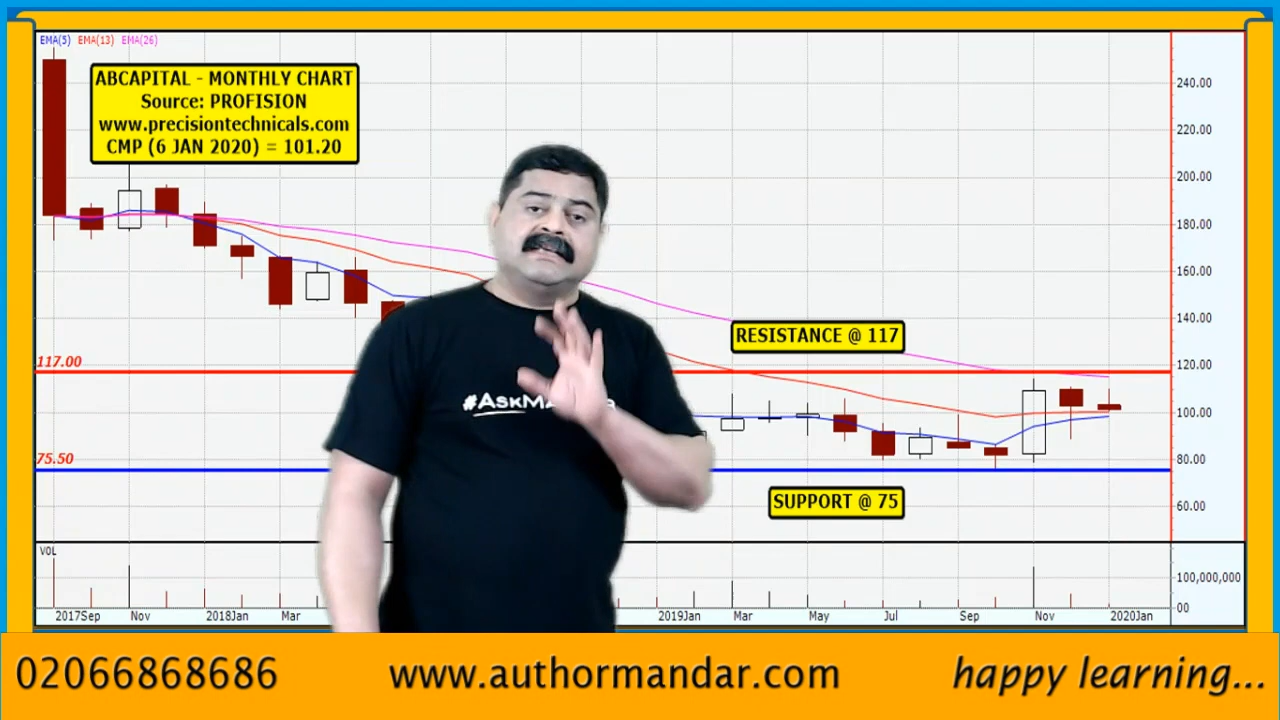 EMA(5) EMA(13) EMA(26)
ABCAPITAL - MONTHLY CHART
Source: PROFISION
www.precisiontechnicals.com
CMP (6 JAN 2020) = 101.20
240.00
220.00
200.00
180.00
160.00
140.00
120.00
100.00
80.00
60.00
RESISTANCE @ 117
117.00
#ASKM
75.50
SUPPORT @ 75
VOL
100,000,000
00
2017Sep Nov 2018Jan Mar 2019Jan Mar May Jul Sep Nov 2020Jan
02066868686 www.authormandar.com happy learning...